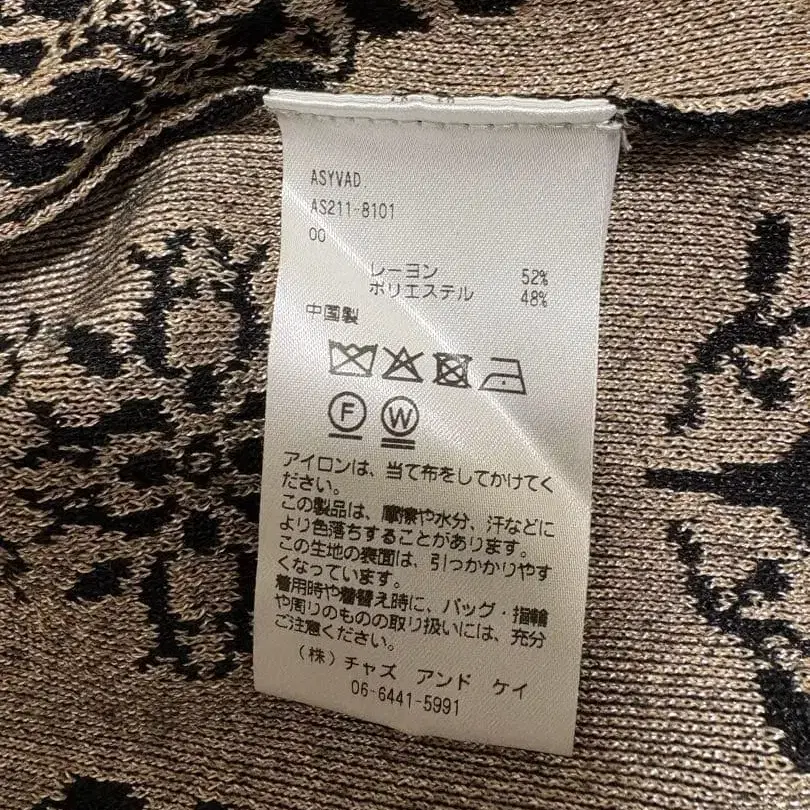 ASYVAD.
AS211-8101
00
レーヨン 52%
ポリエステル 48%
中国製
F W
アイロンは、当て布をしてかけてく
ださい。
この製品は、摩擦や水分、汗などに
より色落ちすることがあります。
この生地の表面は、引っかかりやす
くなっています。
着用時や着替え時に、バッグ・指輪
や周りのものの取り扱いには、充分
ご注意ください。
(株)チャズ アンド ケイ
06-6441-5991